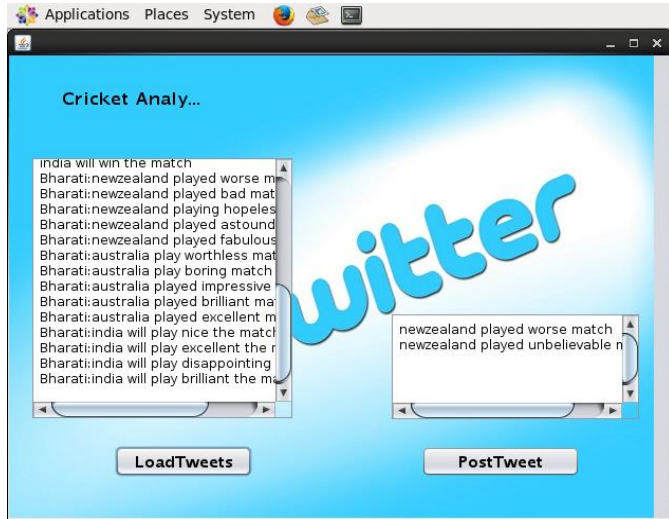 Applications Places System
Cricket Analy...
india will win the match
Bharati:newzealand played worse m
Bharati:newzealand played bad mat
Bharati:newzealand playing hopeles
Bharati:newzealand played astound
Bharati:newzealand played fabulous
Bharati:australia play worthless mat
Bharati:australia play boring match
Bharati:australia played impressive
Bharati:australia played brilliant ma
Bharati:australia played excellent m
Bharati:india will play nice the match
Bharati:india will play excellent the
Bharati:india will play disappointing
Bharati:india will play brilliant the ma
witter
newzealand played worse match
newzealand played unbelievable
LoadTweets
PostTweet